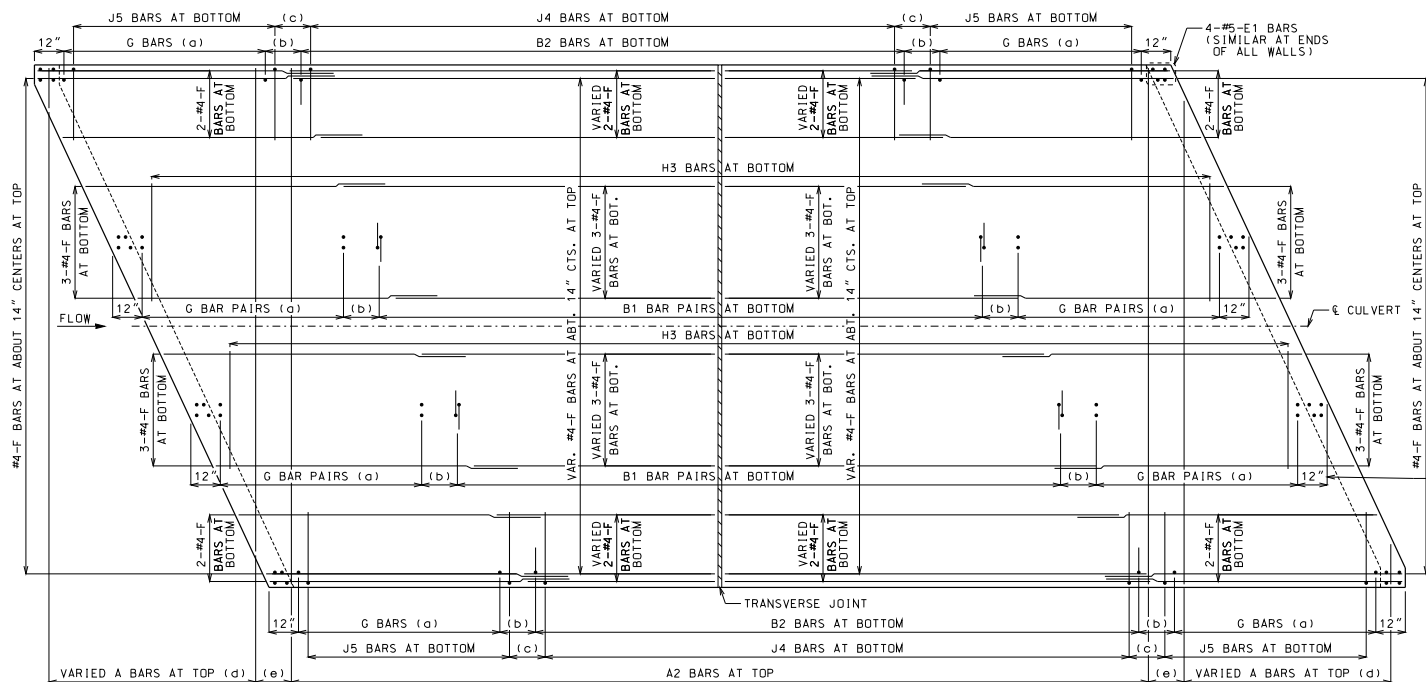 J5 BARS AT BOTTOM (c) J4 BARS AT BOTTOM (c) J5 BARS AT BOTTOM
12" G BARS (a) (b) B2 BARS AT BOTTOM (b) G BARS (a) 12"
4-#5-E1 BARS
(SIMILAR AT ENDS
OF ALL WALLS)
2-#4-F
BARS AT
BOTTOM
VARIED
2-#4-F
BARS AT
BOTTOM
VARIED
2-#4-F
BARS AT
BOTTOM
2-#4-F
BARS AT
BOTTOM
#4-F BARS AT ABOUT 14" CENTERS AT TOP
H3 BARS AT BOTTOM
3-#4-F BARS
AT BOTTOM
VARIED 3-#4-F
BARS AT BOT.
VAR. #4-F BARS AT ABT. 14" CTS. AT TOP
VARIED 3-#4-F
BARS AT BOT.
VAR. #4-F BARS AT ABT. 14" CTS. AT TOP
3-#4-F BARS
AT BOTTOM
#4-F BARS AT ABOUT 14" CENTERS AT TOP
12" G BAR PAIRS (a) (b) B1 BAR PAIRS AT BOTTOM (b) G BAR PAIRS (a) 12"
FLOW
℄ CULVERT
H3 BARS AT BOTTOM
3-#4-F BARS
AT BOTTOM
VARIED 3-#4-F
BARS AT BOT.
VARIED 3-#4-F
BARS AT BOT.
3-#4-F BARS
AT BOTTOM
12" G BAR PAIRS (a) (b) B1 BAR PAIRS AT BOTTOM (b) G BAR PAIRS (a) 12"
2-#4-F
BARS AT
BOTTOM
VARIED
2-#4-F
BARS AT
BOTTOM
VARIED
2-#4-F
BARS AT
BOTTOM
2-#4-F
BARS AT
BOTTOM
TRANSVERSE JOINT
12" G BARS (a) (b) B2 BARS AT BOTTOM (b) G BARS (a) 12"
J5 BARS AT BOTTOM (c) J4 BARS AT BOTTOM (c) J5 BARS AT BOTTOM
VARIED A BARS AT TOP (d) (e) A2 BARS AT TOP (e) VARIED A BARS AT TOP (d)